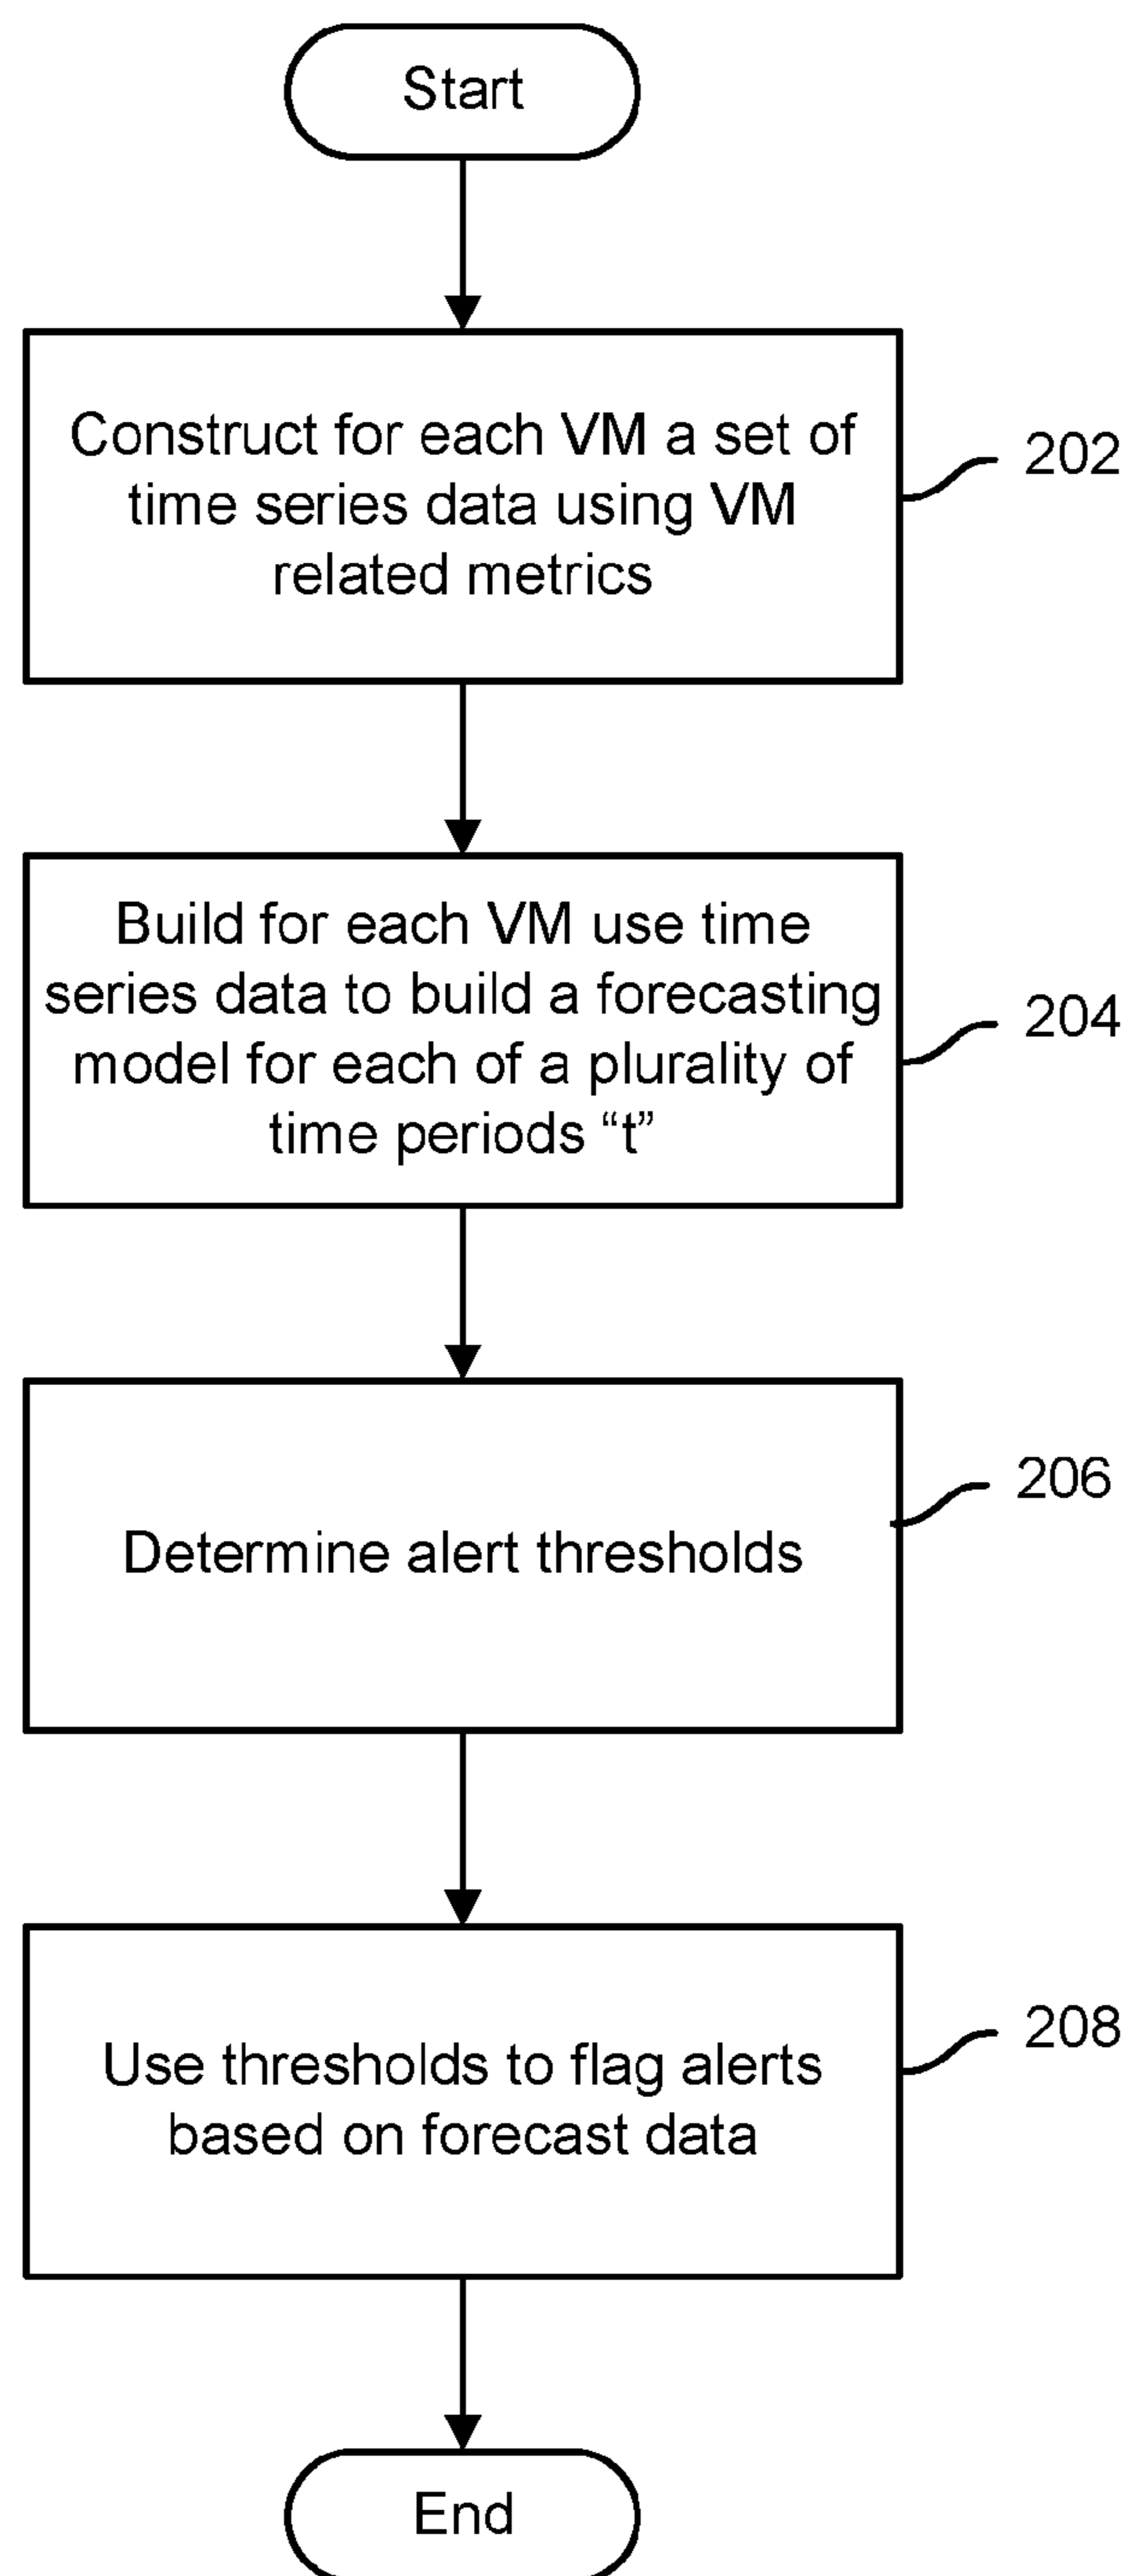 Start
Construct for each VM a set of
time series data using VM
related metrics
202
Build for each VM use time
series data to build a forecasting
model for each of a plurality of
time periods “t”
204
Determine alert thresholds
206
Use thresholds to flag alerts
based on forecast data
208
End